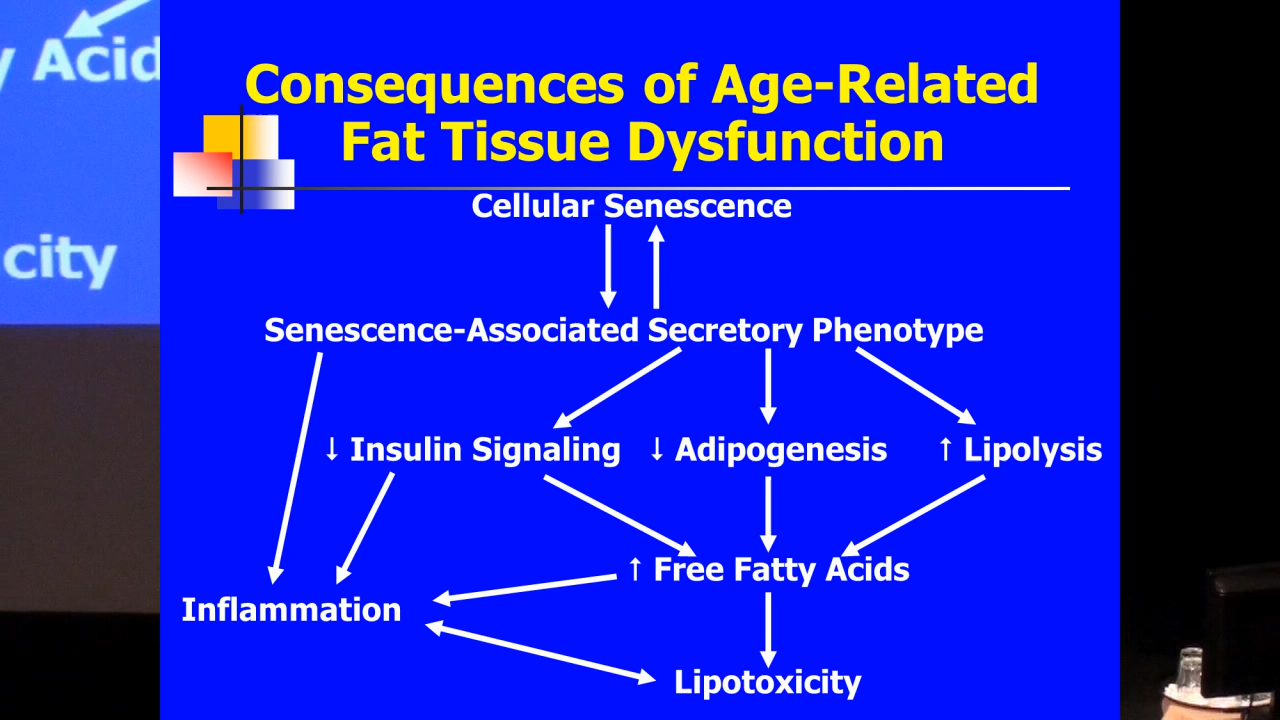 y Acid
city
Consequences of Age-Related
Fat Tissue Dysfunction
Cellular Senescence
Senescence-Associated Secretory Phenotype
↓ Insulin Signaling
↓ Adipogenesis
↑ Lipolysis
↑ Free Fatty Acids
Inflammation
Lipotoxicity